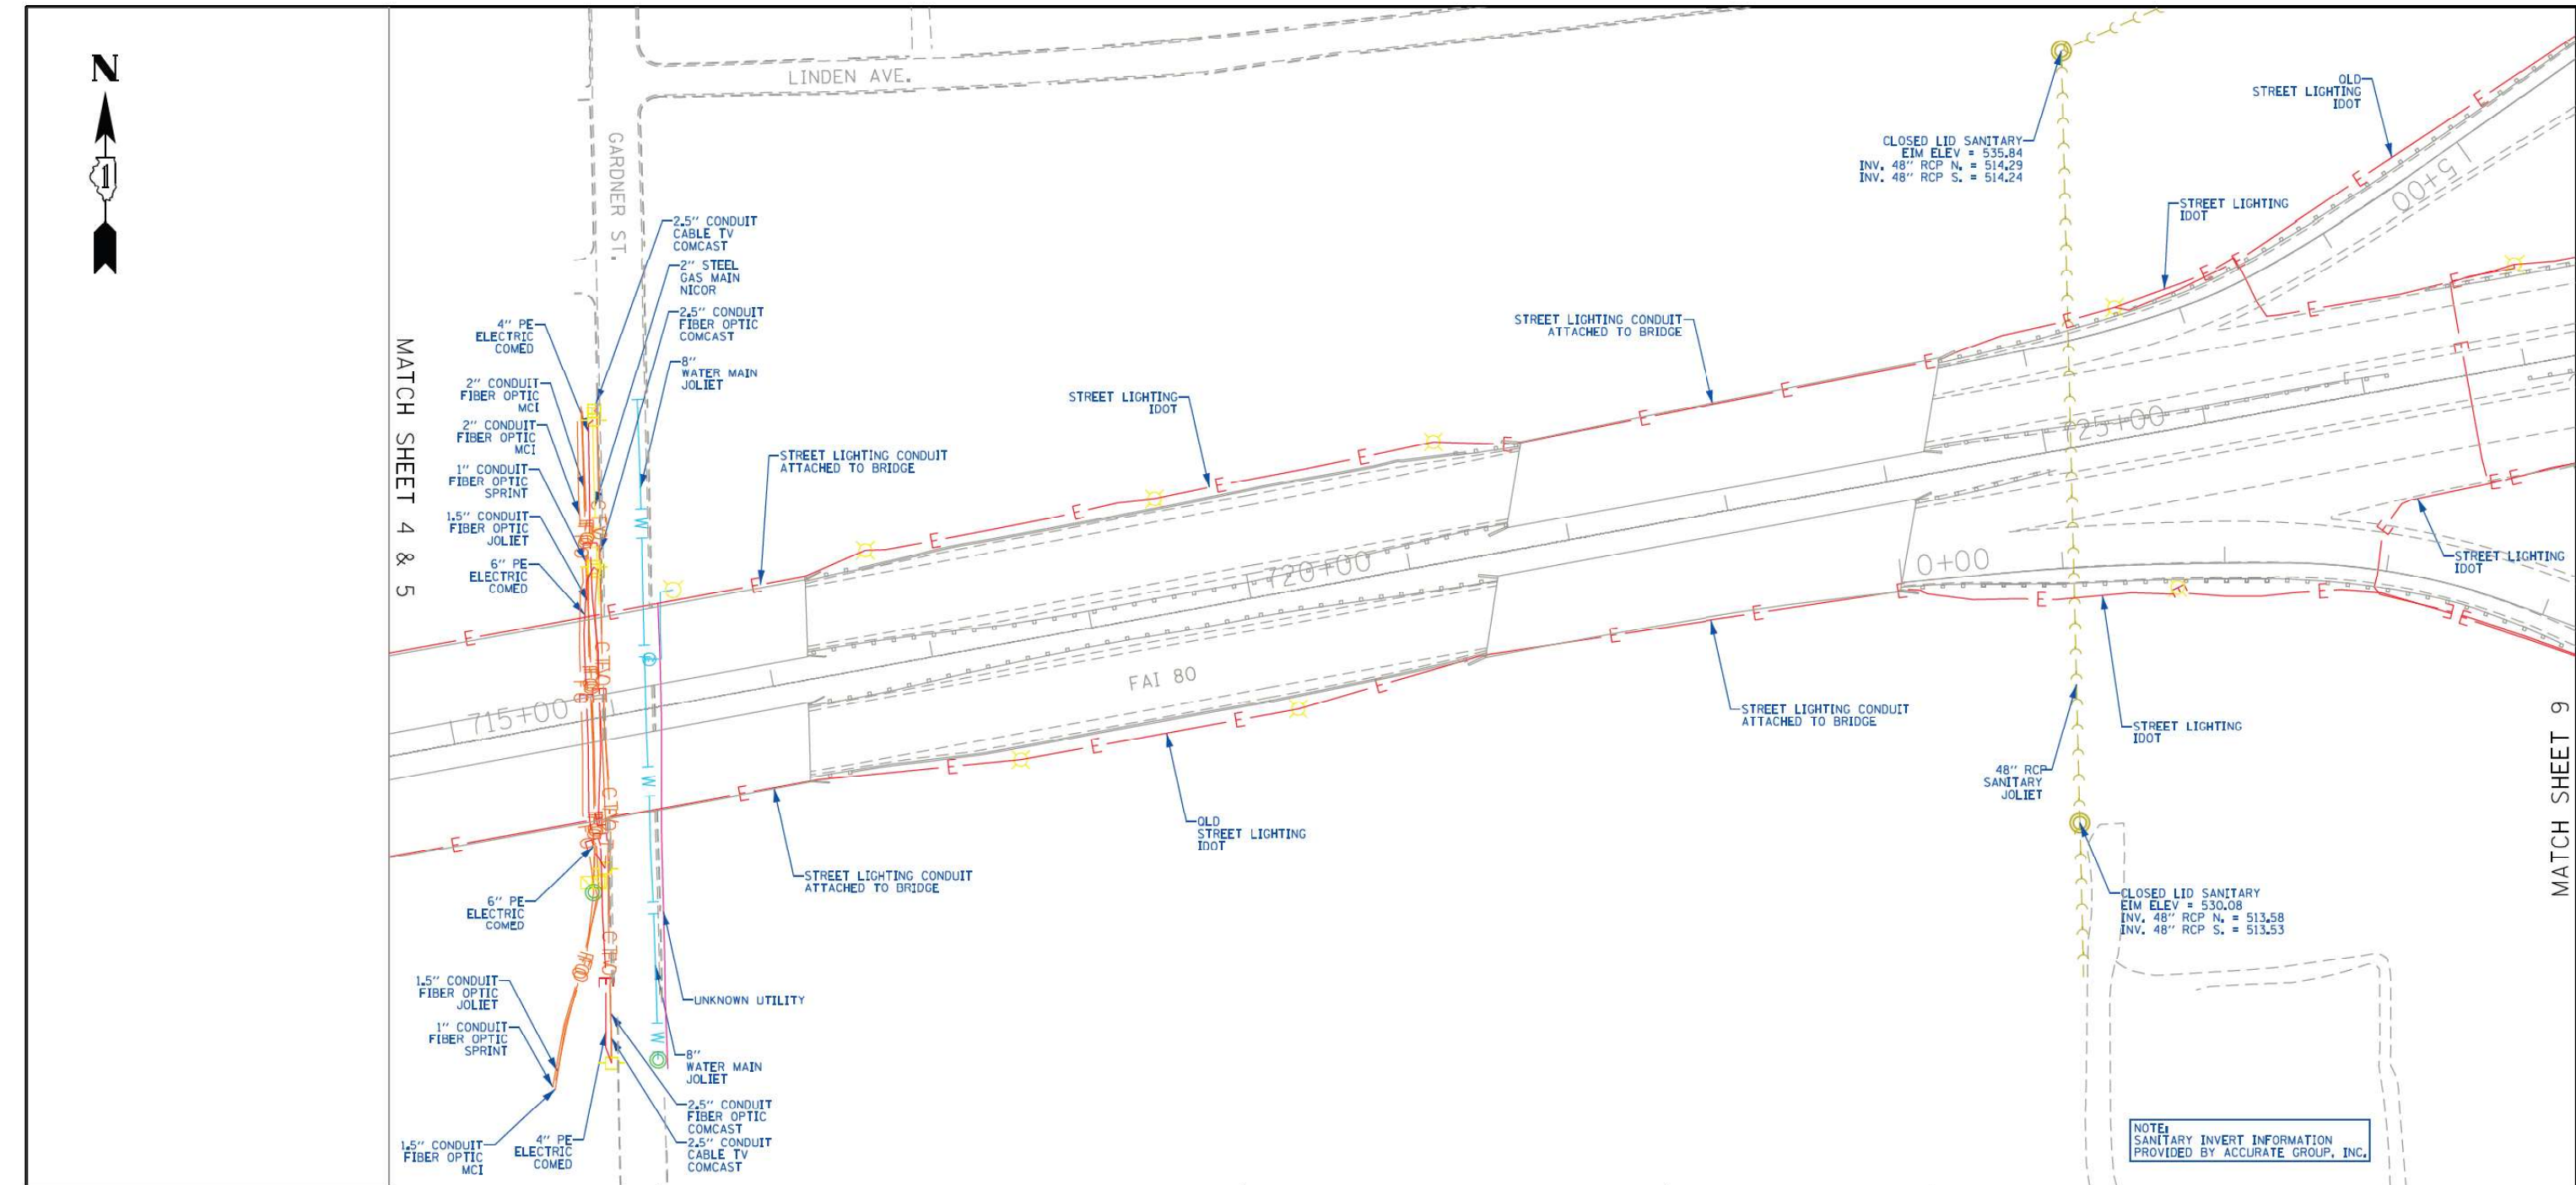 N
1
LINDEN AVE.
GARDNER ST.
MATCH SHEET 4 & 5
2.5" CONDUIT
CABLE TV
COMCAST
2" STEEL
GAS MAIN
NICOR
2.5" CONDUIT
FIBER OPTIC
COMCAST
8"
WATER MAIN
JOLIET
4" PE
ELECTRIC
COMED
2" CONDUIT
FIBER OPTIC
MCI
2" CONDUIT
FIBER OPTIC
MCI
1" CONDUIT
FIBER OPTIC
SPRINT
1.5" CONDUIT
FIBER OPTIC
JOLIET
6" PE
ELECTRIC
COMED
STREET LIGHTING CONDUIT
ATTACHED TO BRIDGE
STREET LIGHTING
IDOT
STREET LIGHTING CONDUIT
ATTACHED TO BRIDGE
CLOSED LID SANITARY
EIM ELEV = 535.84
INV. 48" RCP N. = 514.29
INV. 48" RCP S. = 514.24
OLD
STREET LIGHTING
IDOT
STREET LIGHTING
IDOT
5+00
725+00
720+00
715+00
0+00
FAI 80
STREET LIGHTING
IDOT
STREET LIGHTING CONDUIT
ATTACHED TO BRIDGE
STREET LIGHTING
IDOT
48" RCP
SANITARY
JOLIET
OLD
STREET LIGHTING
IDOT
STREET LIGHTING CONDUIT
ATTACHED TO BRIDGE
CLOSED LID SANITARY
EIM ELEV = 530.08
INV. 48" RCP N. = 513.58
INV. 48" RCP S. = 513.53
MATCH SHEET 9
6" PE
ELECTRIC
COMED
1.5" CONDUIT
FIBER OPTIC
JOLIET
1" CONDUIT
FIBER OPTIC
SPRINT
1.5" CONDUIT
FIBER OPTIC
MCI
4" PE
ELECTRIC
COMED
UNKNOWN UTILITY
8"
WATER MAIN
JOLIET
2.5" CONDUIT
FIBER OPTIC
COMCAST
2.5" CONDUIT
CABLE TV
COMCAST
NOTE:
SANITARY INVERT INFORMATION
PROVIDED BY ACCURATE GROUP, INC.